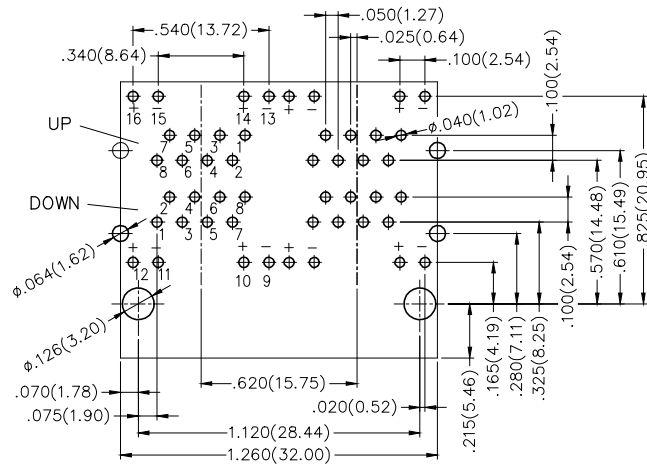 .540(13.72)
.050(1.27)
.025(0.64)
.340(8.64)
.100(2.54)
.100(2.54)
16 15 14 13
+ − + − + − + −
UP
ø.040(1.02)
7 5 3 1
8 6 4 2
DOWN
2 4 6 8
1 3 5 7
+ − + − + − + −
12 11 10 9
ø.064(1.62)
ø.126(3.20)
.825(20.95)
.610(15.49)
.570(14.48)
.100(2.54)
.325(8.25)
.280(7.11)
.165(4.19)
.215(5.46)
.070(1.78)
.075(1.90)
.620(15.75)
.020(0.52)
1.120(28.44)
1.260(32.00)